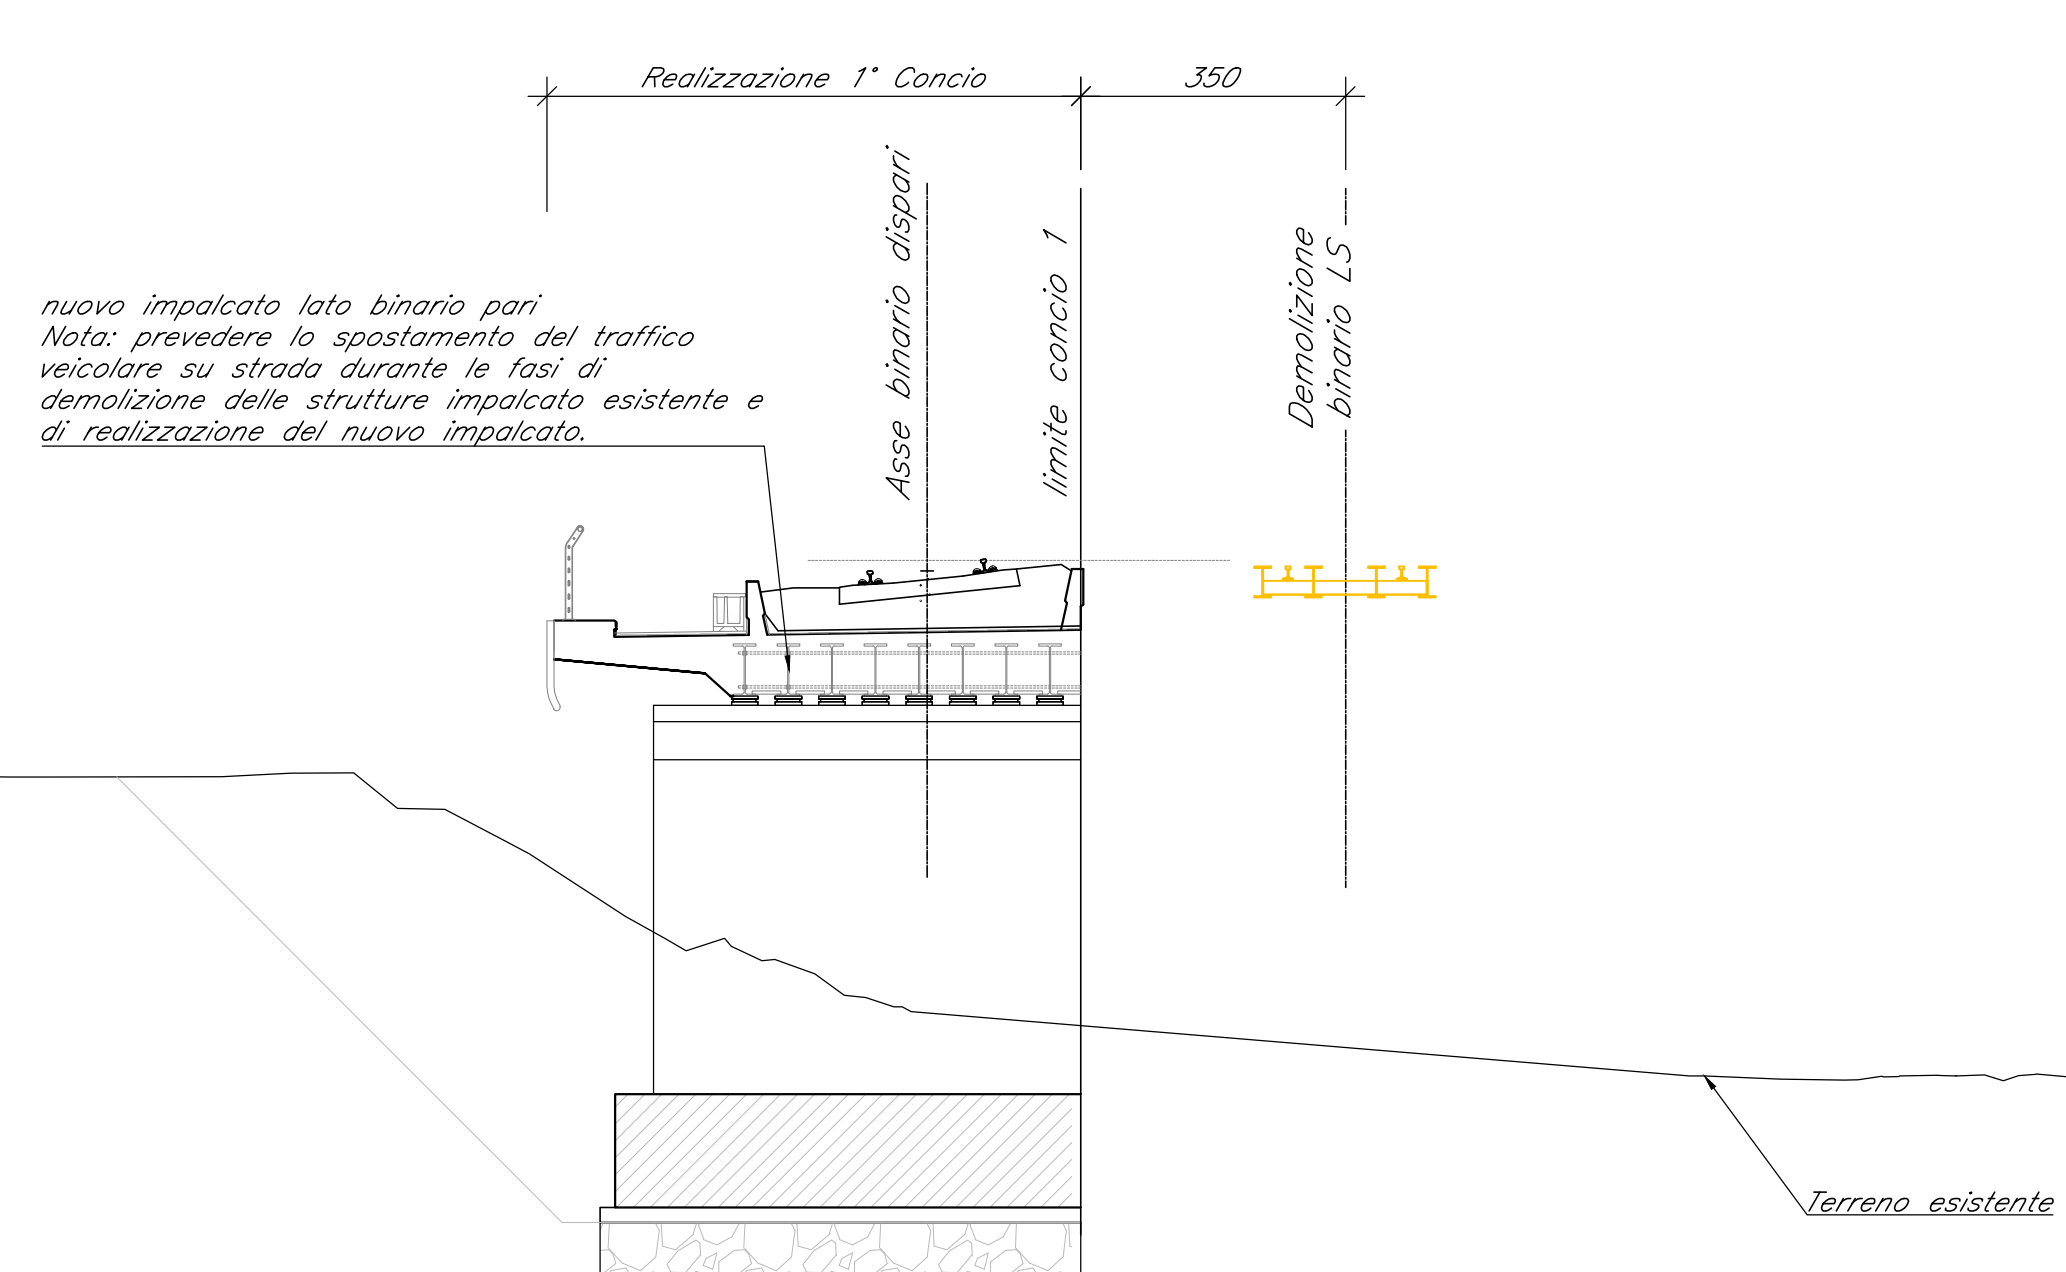 Realizzazione 1° Concio
350
Asse binario dispari
limite concio 1
Demolizione
binario LS
nuovo impalcato lato binario pari
Nota: prevedere lo spostamento del traffico
veicolare su strada durante le fasi di
demolizione delle strutture impalcato esistente e
di realizzazione del nuovo impalcato.
Terreno esistente